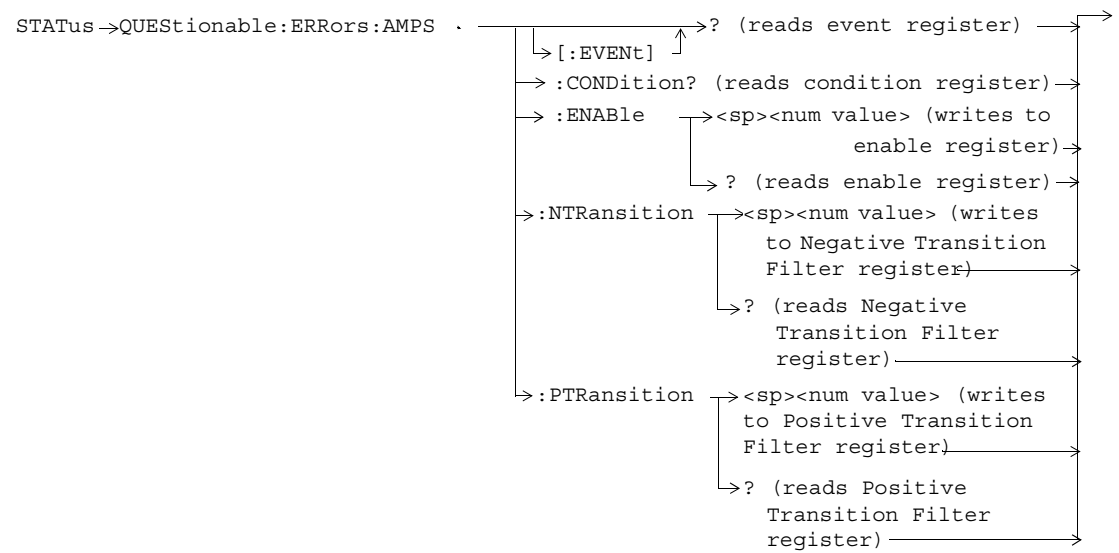 STATus QUEStionable:ERRors:AMPS . ? (reads event register)
[:EVENt]
:CONDition? (reads condition register)
:ENABle <sp><num value> (writes to
enable register)
? (reads enable register)
:NTRansition <sp><num value> (writes
to Negative Transition
Filter register)
? (reads Negative
Transition Filter
register)
:PTRansition <sp><num value> (writes
to Positive Transition
Filter register)
? (reads Positive
Transition Filter
register)